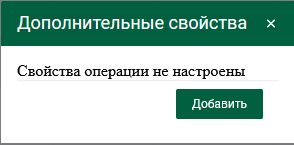 Дополнительные свойства ×
Свойства операции не настроены
Добавить